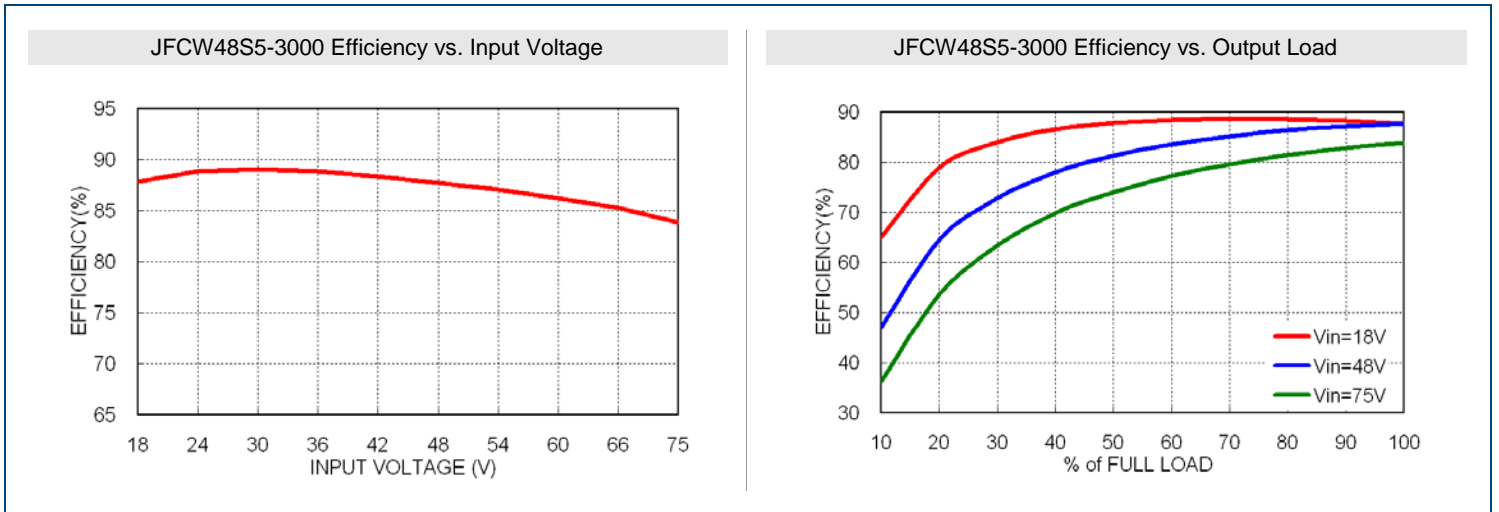 JFCW48S5-3000 Efficiency vs. Input Voltage
95
90
85
80
75
70
65
EFFICIENCY(%)
18 24 30 36 42 48 54 60 66 75
INPUT VOLTAGE (V)
JFCW48S5-3000 Efficiency vs. Output Load
90
80
70
60
50
40
30
EFFICIENCY(%)
Vin=18V
Vin=48V
Vin=75V
10 20 30 40 50 60 70 80 90 100
% of FULL LOAD